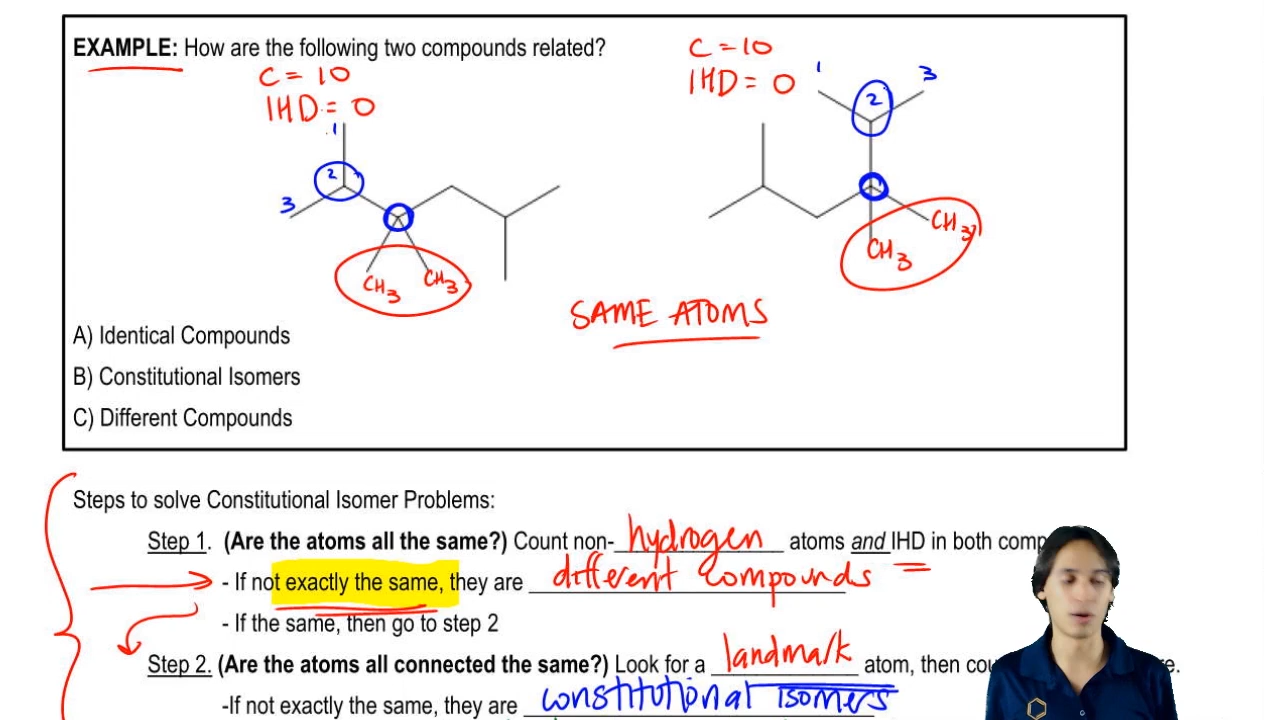 EXAMPLE: How are the following two compounds related?
C = 10
IHD = 0
C = 10
IHD = 0
1
2
3
1
2
3
CH3
CH3
CH3
CH3
SAME ATOMS
A) Identical Compounds
B) Constitutional Isomers
C) Different Compounds
Steps to solve Constitutional Isomer Problems:
Step 1. (Are the atoms all the same?) Count non- hydrogen atoms and IHD in both
- If not exactly the same, they are different compounds
- If the same, then go to step 2
Step 2. (Are the atoms all connected the same?) Look for a landmark atom, then
-If not exactly the same, they are constitutional isomers